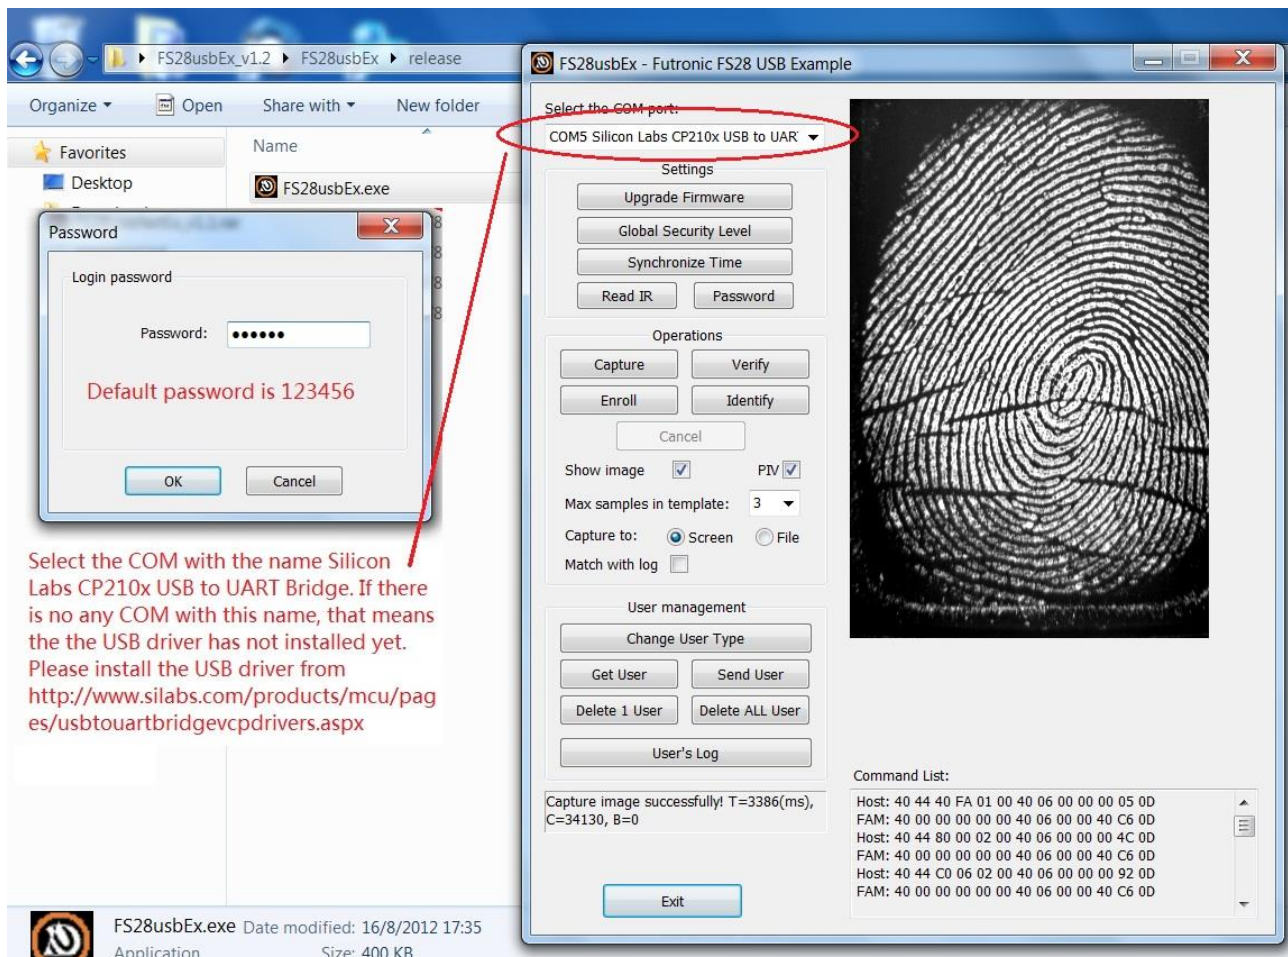 FS28usbEx_v1.2 FS28usbEx release
Organize Open Share with New folder
Favorites
Desktop
Name
FS28usbEx.exe
Password
Login password
Password: ••••••
Default password is 123456
OK Cancel
Select the COM with the name Silicon
Labs CP210x USB to UART Bridge. If there
is no any COM with this name, that means
the the USB driver has not installed yet.
Please install the USB driver from
http://www.silabs.com/products/mcu/pag
es/usbtouartbridgevcpdrivers.aspx
FS28usbEx.exe Date modified: 16/8/2012 17:35
Application Size: 400 KB
FS28usbEx - Futronic FS28 USB Example
Select the COM port:
COM5 Silicon Labs CP210x USB to UAR
Settings
Upgrade Firmware
Global Security Level
Synchronize Time
Read IR Password
Operations
Capture Verify
Enroll Identify
Cancel
Show image PIV
Max samples in template: 3
Capture to: Screen File
Match with log
User management
Change User Type
Get User Send User
Delete 1 User Delete ALL User
User's Log
Capture image successfully! T=3386(ms),
C=34130, B=0
Exit
Command List:
Host: 40 44 40 FA 01 00 40 06 00 00 00 05 0D
FAM: 40 00 00 00 00 00 40 06 00 00 40 C6 0D
Host: 40 44 80 00 02 00 40 06 00 00 00 4C 0D
FAM: 40 00 00 00 00 00 40 06 00 00 40 C6 0D
Host: 40 44 C0 06 02 00 40 06 00 00 00 92 0D
FAM: 40 00 00 00 00 00 40 06 00 00 40 C6 0D